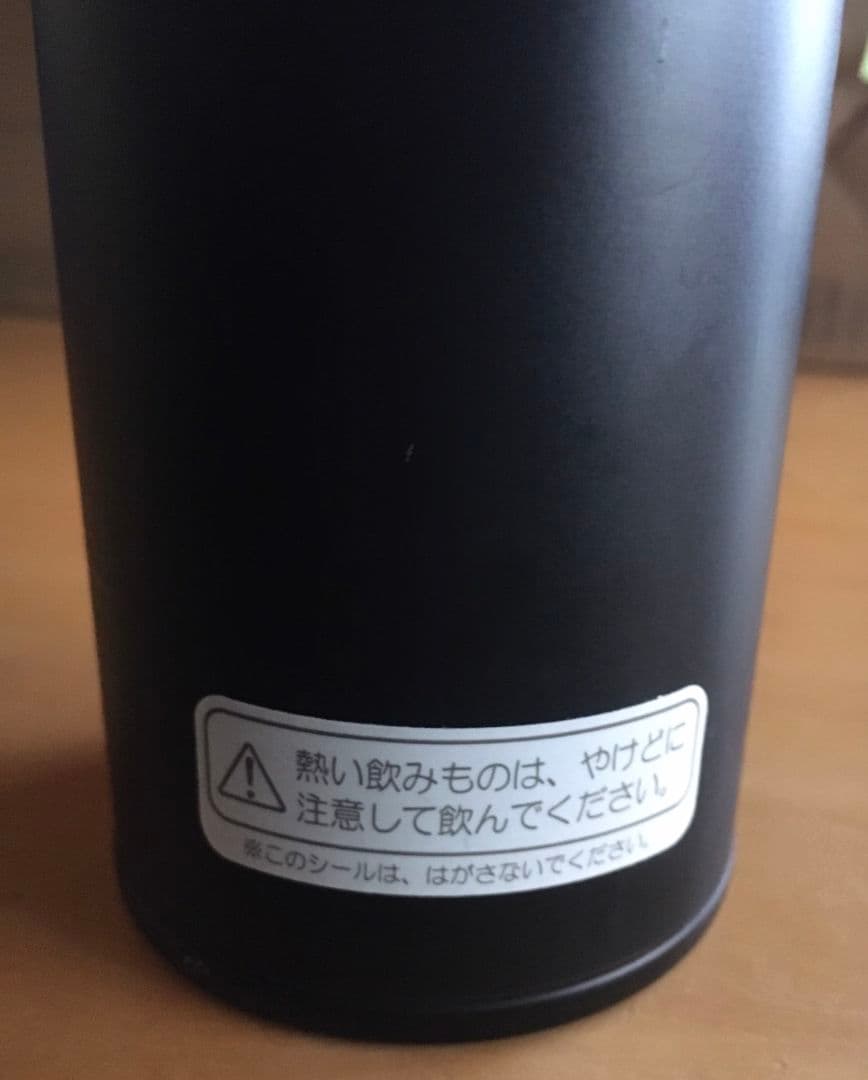 熱い飲みものは、やけどに
注意して飲んでください。
※このシールは、はがさないでください。